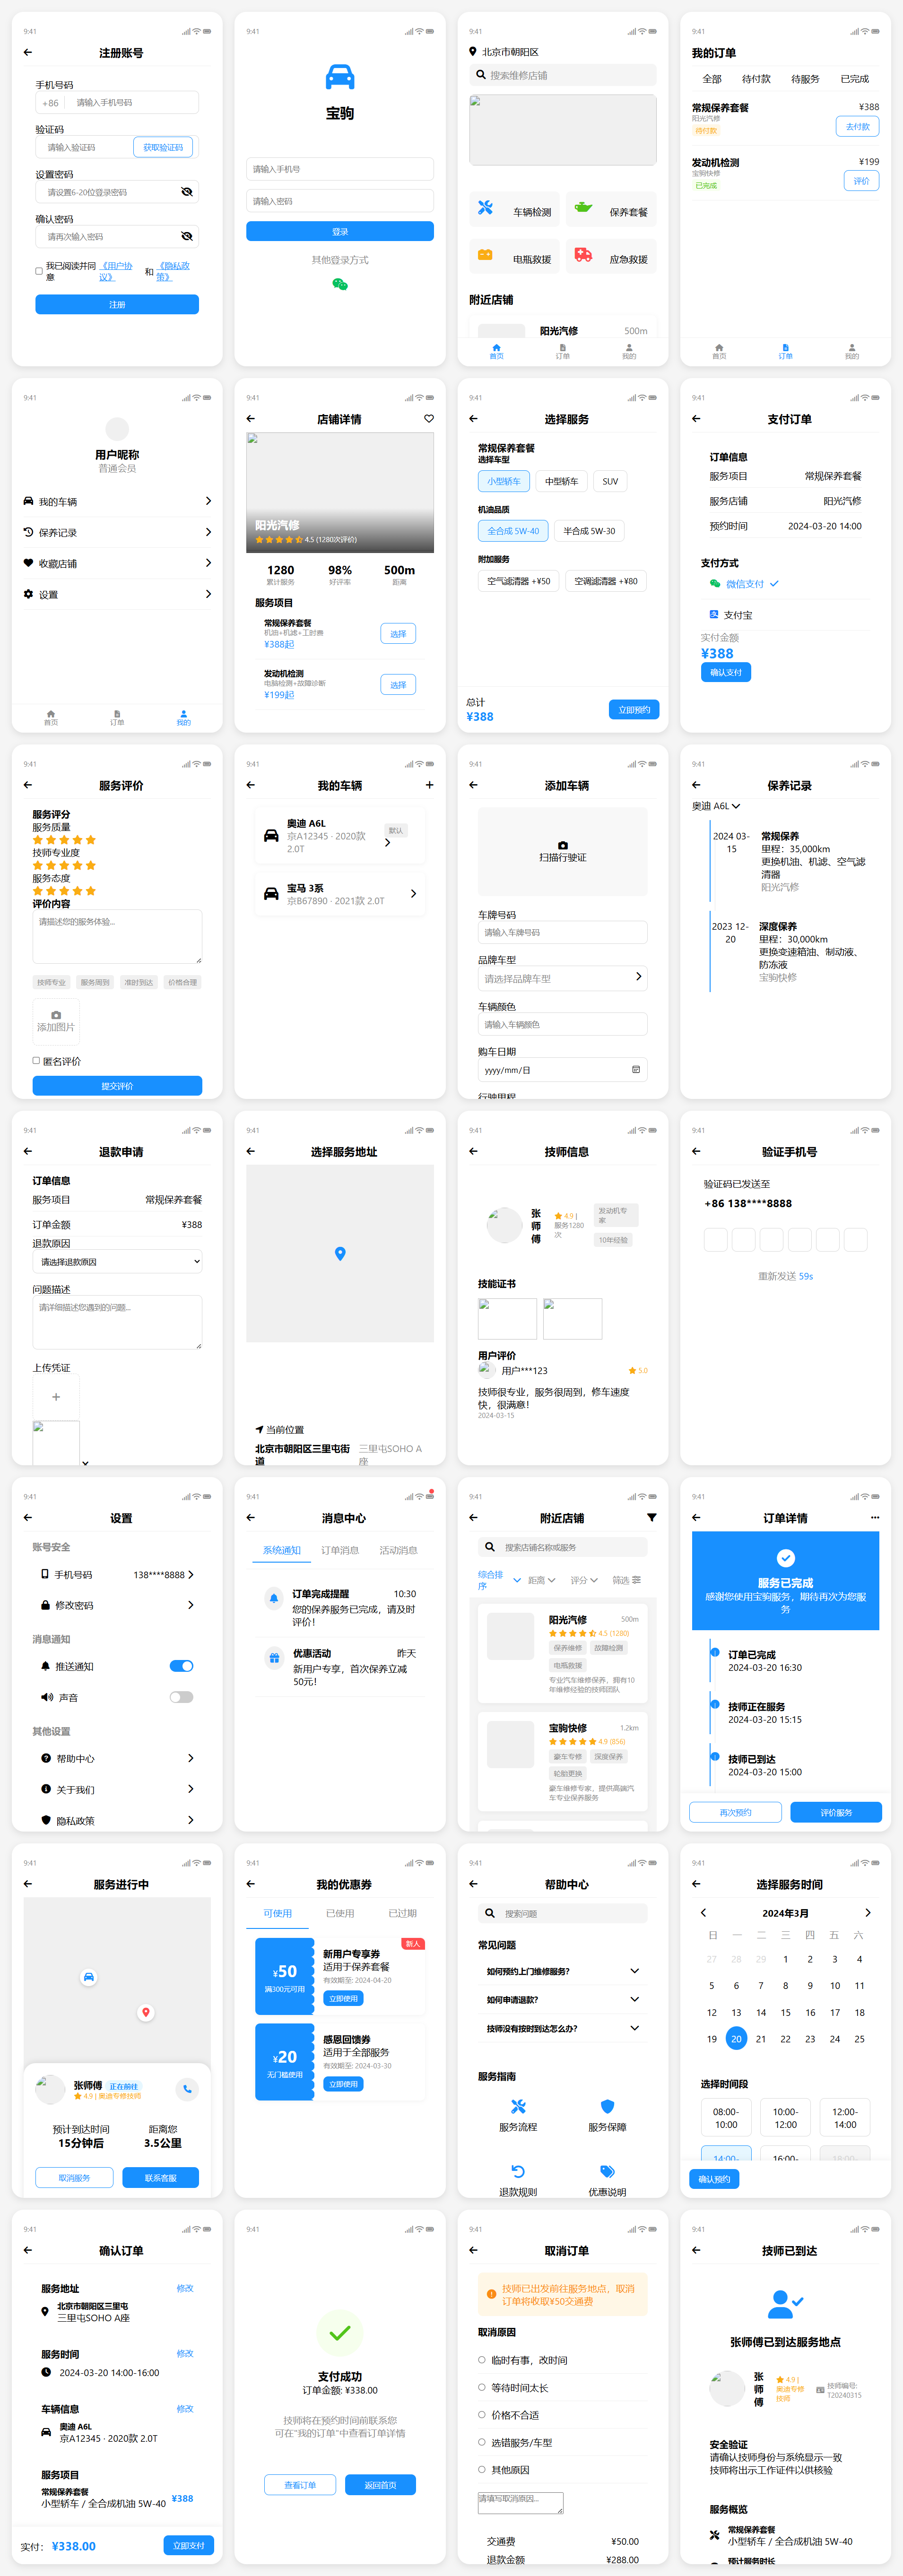 9:41
注册账号
手机号码
+86 请输入手机号码
验证码
请输入验证码 获取验证码
设置密码
请设置6-20位登录密码
确认密码
请再次输入密码
我已阅读并同意 《用户协议》 和 《隐私政策》
注册
9:41
宝驹
请输入手机号
请输入密码
登录
其他登录方式
9:41
北京市朝阳区
搜索维修店铺
车辆检测
保养套餐
电瓶救援
应急救援
附近店铺
阳光汽修 500m
首页 订单 我的
9:41
我的订单
全部 待付款 待服务 已完成
常规保养套餐 ¥388
阳光汽修
待付款 去付款
发动机检测 ¥199
宝驹快修
已完成 评价
首页 订单 我的
9:41
用户昵称
普通会员
我的车辆
保养记录
收藏店铺
设置
首页 订单 我的
9:41
店铺详情
阳光汽修
4.5 (1280次评价)
1280 98% 500m
累计服务 好评率 距离
服务项目
常规保养套餐
机油+机滤+工时费
¥388起
选择
发动机检测
电脑检测+故障诊断
¥199起
选择
9:41
选择服务
常规保养套餐
选择车型
小型轿车 中型轿车 SUV
机油品质
全合成 5W-40 半合成 5W-30
附加服务
空气滤清器 +¥50 空调滤清器 +¥80
总计
¥388
立即预约
9:41
支付订单
订单信息
服务项目 常规保养套餐
服务店铺 阳光汽修
预约时间 2024-03-20 14:00
支付方式
微信支付
支付宝
实付金额
¥388
确认支付
9:41
服务评价
服务评分
服务质量
技师专业度
服务态度
评价内容
请描述您的服务体验...
技师专业 服务周到 准时到达 价格合理
添加图片
匿名评价
提交评价
9:41
我的车辆
奥迪 A6L
京A12345 · 2020款
2.0T
默认
宝马 3系
京B67890 · 2021款 2.0T
9:41
添加车辆
扫描行驶证
车牌号码
请输入车牌号码
品牌车型
请选择品牌车型
车辆颜色
请输入车辆颜色
购车日期
yyyy/mm/日
行驶里程
9:41
保养记录
奥迪 A6L
2024 03-15
常规保养
里程：35,000km
更换机油、机滤、空气滤清器
阳光汽修
2023 12-20
深度保养
里程：30,000km
更换变速箱油、制动液、防冻液
宝驹快修
9:41
退款申请
订单信息
服务项目 常规保养套餐
订单金额 ¥388
退款原因
请选择退款原因
问题描述
请详细描述您遇到的问题...
上传凭证
9:41
选择服务地址
当前位置
北京市朝阳区三里屯街道
三里屯SOHO A座
9:41
技师信息
张师傅
4.9 |
服务1280次
发动机专家
10年经验
技能证书
用户评价
用户***123 5.0
技师很专业，服务很周到，修车速度快，很满意！
2024-03-15
9:41
验证手机号
验证码已发送至
+86 138****8888
重新发送 59s
9:41
设置
账号安全
手机号码 138****8888
修改密码
消息通知
推送通知
声音
其他设置
帮助中心
关于我们
隐私政策
9:41
消息中心
系统通知 订单消息 活动消息
订单完成提醒 10:30
您的保养服务已完成，请及时评价！
优惠活动 昨天
新用户专享，首次保养立减50元！
9:41
附近店铺
搜索店铺名称或服务
综合排序 距离 评分 筛选
阳光汽修 500m
4.5 (1280)
保养维修 故障检测
电瓶救援
专业汽车维修保养，拥有10年维修经验的技师团队
宝驹快修 1.2km
4.9 (856)
豪车专修 深度保养
轮胎更换
豪车维修专家，提供高端汽车专业保养服务
9:41
订单详情
服务已完成
感谢您使用宝驹服务，期待再次为您服务
订单已完成
2024-03-20 16:30
技师正在服务
2024-03-20 15:15
技师已到达
2024-03-20 15:00
再次预约 评价服务
9:41
服务进行中
张师傅 正在前往
4.9 | 奥迪专修技师
预计到达时间 距离您
15分钟后 3.5公里
取消服务 联系客服
9:41
我的优惠券
可使用 已使用 已过期
新人
¥50
满300元可用
新用户专享券
适用于保养套餐
有效期至: 2024-04-20
立即使用
¥20
无门槛使用
感恩回馈券
适用于全部服务
有效期至: 2024-03-30
立即使用
9:41
帮助中心
搜索问题
常见问题
如何预约上门维修服务?
如何申请退款?
技师没有按时到达怎么办?
服务指南
服务流程 服务保障
退款规则 优惠说明
9:41
选择服务时间
2024年3月
日 一 二 三 四 五 六
27 28 29 1 2 3 4
5 6 7 8 9 10 11
12 13 14 15 16 17 18
19 20 21 22 23 24 25
选择时间段
08:00-10:00
10:00-12:00
12:00-14:00
14:00-
16:00-
18:00-
确认预约
9:41
确认订单
服务地址 修改
北京市朝阳区三里屯
三里屯SOHO A座
服务时间 修改
2024-03-20 14:00-16:00
车辆信息 修改
奥迪 A6L
京A12345 · 2020款 2.0T
服务项目
常规保养套餐
小型轿车 / 全合成机油 5W-40
¥388
实付： ¥338.00 立即支付
9:41
支付成功
订单金额: ¥338.00
技师将在预约时间前联系您
可在"我的订单"中查看订单详情
查看订单 返回首页
9:41
取消订单
技师已出发前往服务地点，取消订单将收取¥50交通费
取消原因
临时有事，改时间
等待时间太长
价格不合适
选错服务/车型
其他原因
请填写取消原因...
交通费 ¥50.00
退款金额 ¥288.00
9:41
技师已到达
张师傅已到达服务地点
张师傅
4.9 |
奥迪专修技师
技师编号:
T20240315
安全验证
请确认技师身份与系统显示一致
技师将出示工作证件以供核验
服务概览
常规保养套餐
小型轿车 / 全合成机油 5W-40
预计服务时长